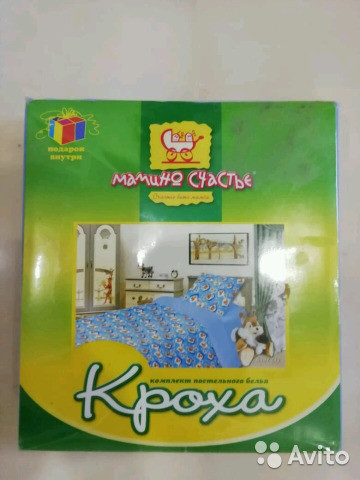 подарок
внутри
мамино счастье®
комплект постельного белья
Кроха
Avito